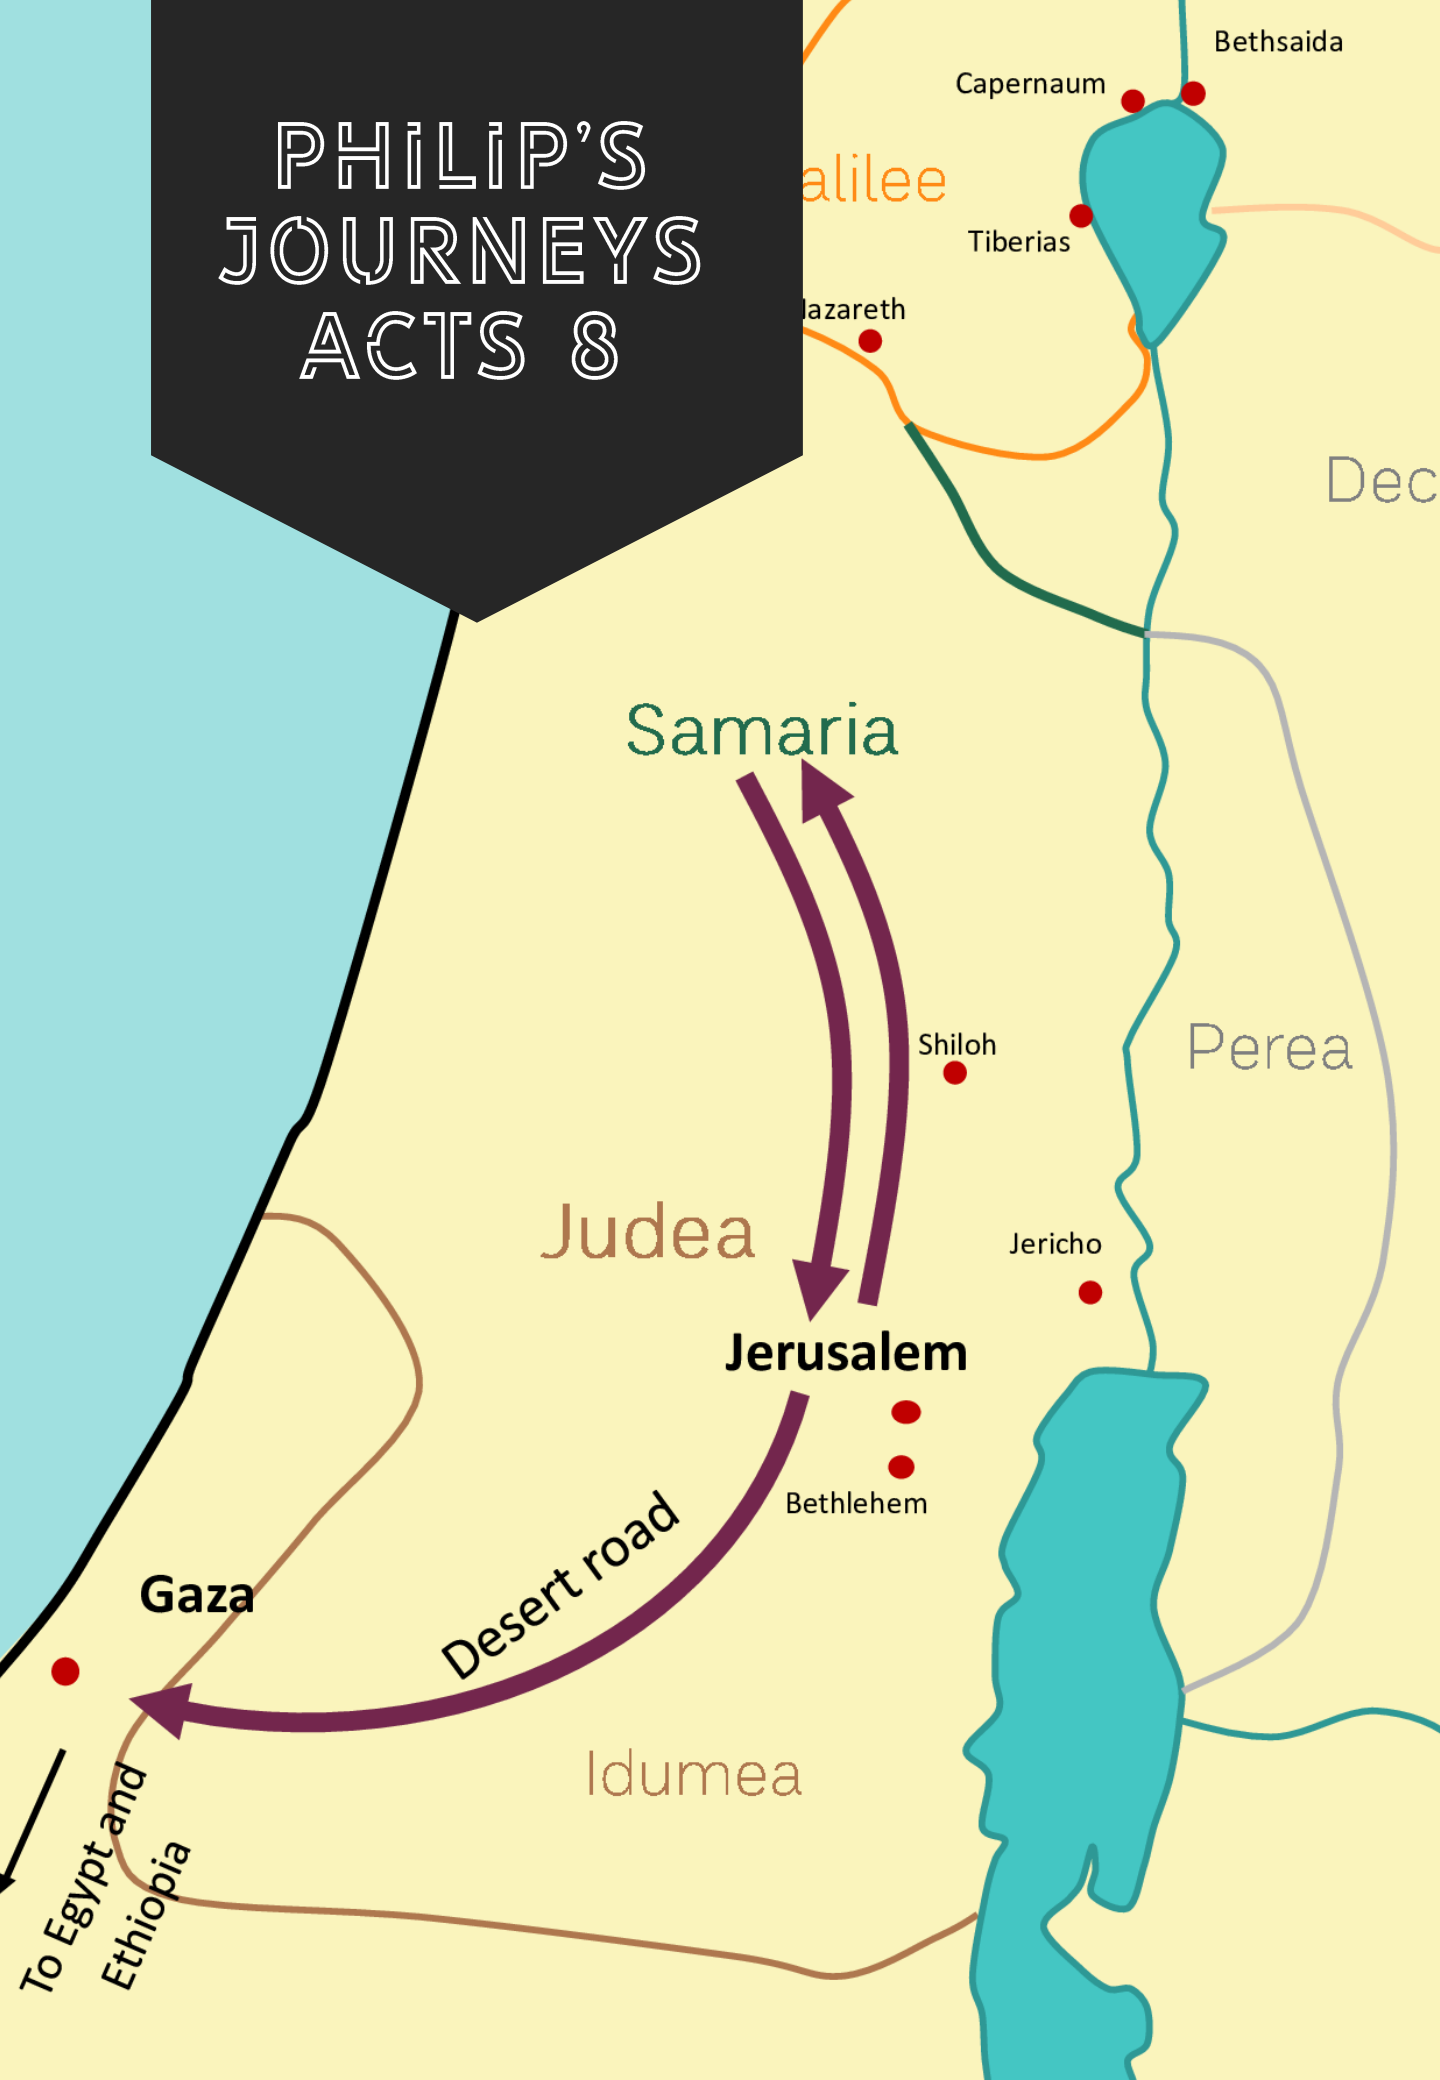 PHILIP'S
JOURNEYS
ACTS 8
Bethsaida
Capernaum
alilee
Tiberias
azareth
Dec
Samaria
Shiloh
Perea
Judea
Jericho
Jerusalem
Bethlehem
Desert road
Gaza
Idumea
To Egypt and
Ethiopia